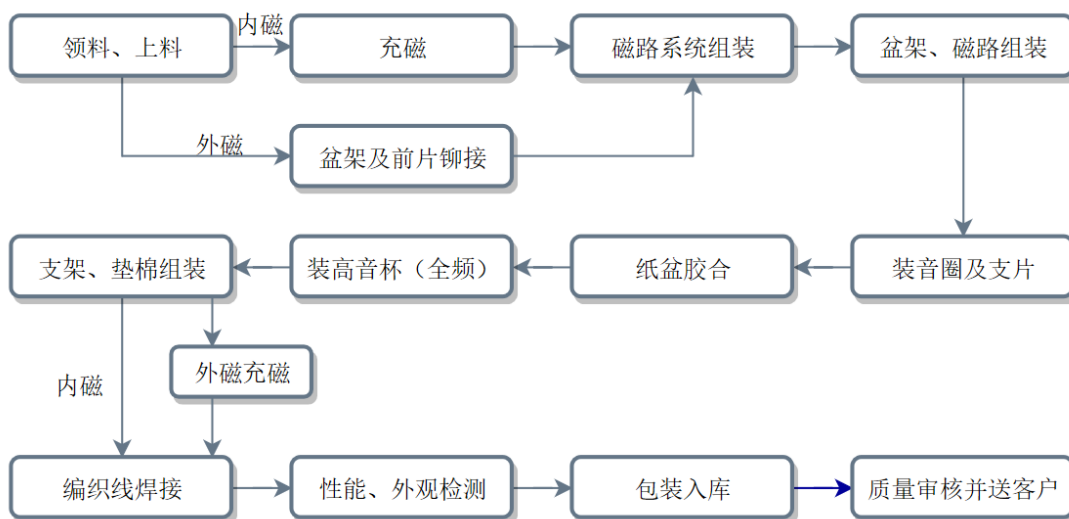 领料、上料
内磁
充磁
磁路系统组装
盆架、磁路组装
外磁
盆架及前片铆接
支架、垫棉组装
装高音杯（全频）
纸盆胶合
装音圈及支片
内磁
外磁充磁
编织线焊接
性能、外观检测
包装入库
质量审核并送客户